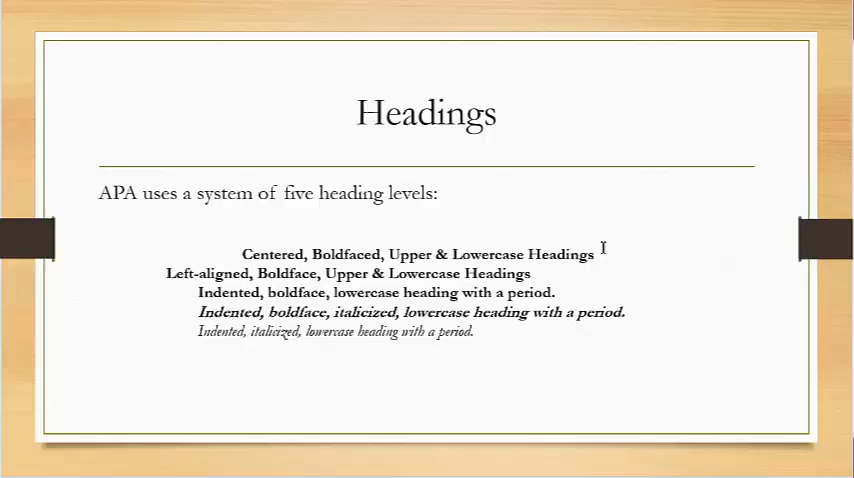 Headings
APA uses a system of five heading levels:
Centered, Boldfaced, Upper & Lowercase Headings
Left-aligned, Boldface, Upper & Lowercase Headings
Indented, boldface, lowercase heading with a period.
Indented, boldface, italicized, lowercase heading with a period.
Indented, italicized, lowercase heading with a period.